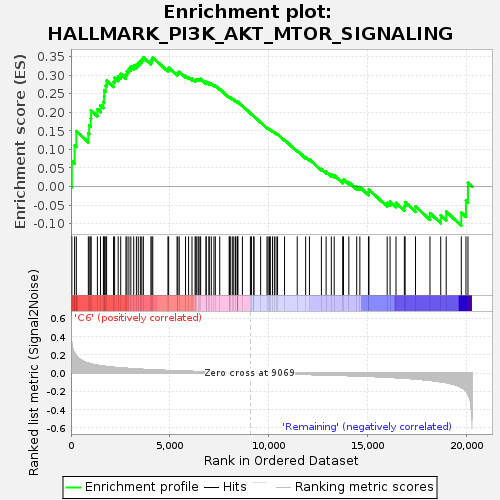 Enrichment plot:
HALLMARK_PI3K_AKT_MTOR_SIGNALING
Enrichment score (ES)
0.35
0.30
0.25
0.20
0.15
0.10
0.05
0.00
-0.05
-0.10
'C6' (positively correlated)
Ranked list metric (Signal2Noise)
0.6
0.4
0.2
0.0
-0.2
-0.4
-0.6
Zero cross at 9069
'Remaining' (negatively correlated)
0 5,000 10,000 15,000 20,000
Rank in Ordered Dataset
Enrichment profile Hits Ranking metric scores